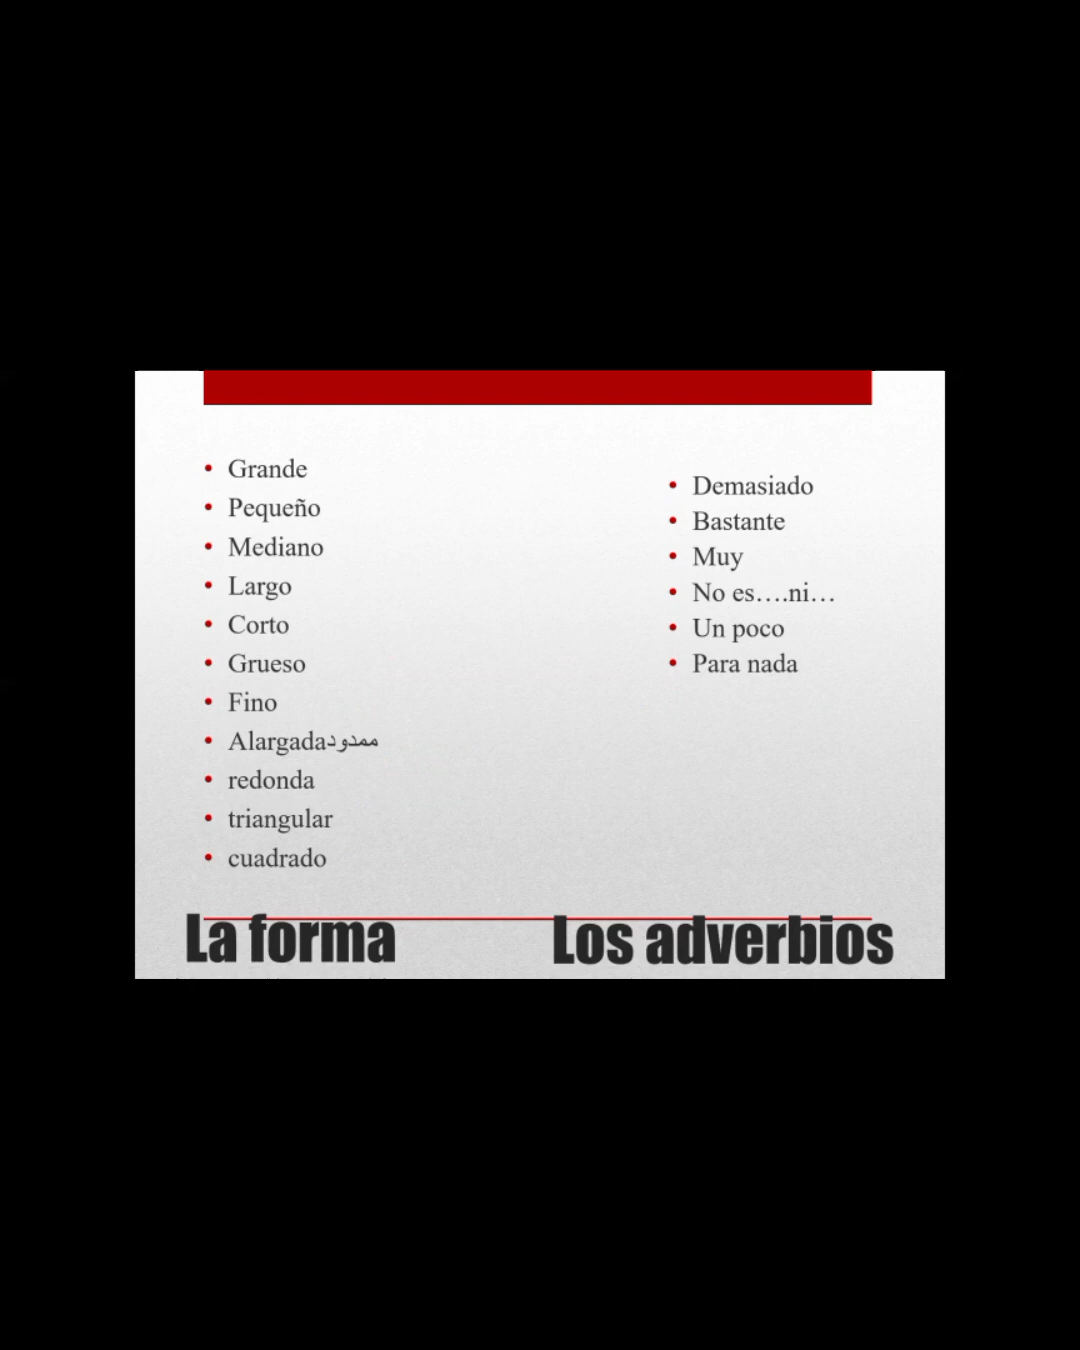 Grande
Pequeño
Mediano
Largo
Corto
Grueso
Fino
Alargadaممدود
redonda
triangular
cuadrado
La forma
Demasiado
Bastante
Muy
No es….ni…
Un poco
Para nada
Los adverbios